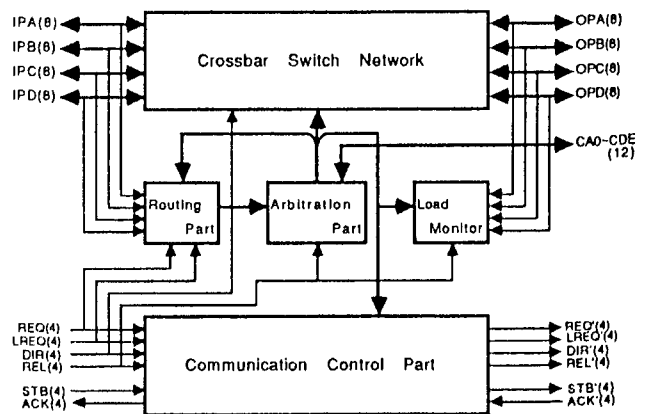 IPA(8)
IPB(8)
IPC(8)
IPD(8)
Crossbar Switch Network
OPA(8)
OPB(8)
OPC(8)
OPD(8)
CA0-CDE
(12)
Routing
Part
Arbitration
Part
Load
Monitor
REQ(4)
LREQ(4)
DIR(4)
REL(4)
STB(4)
ACK(4)
Communication Control Part
REQ'(4)
LREQ'(4)
DIR'(4)
REL'(4)
STB'(4)
ACK'(4)